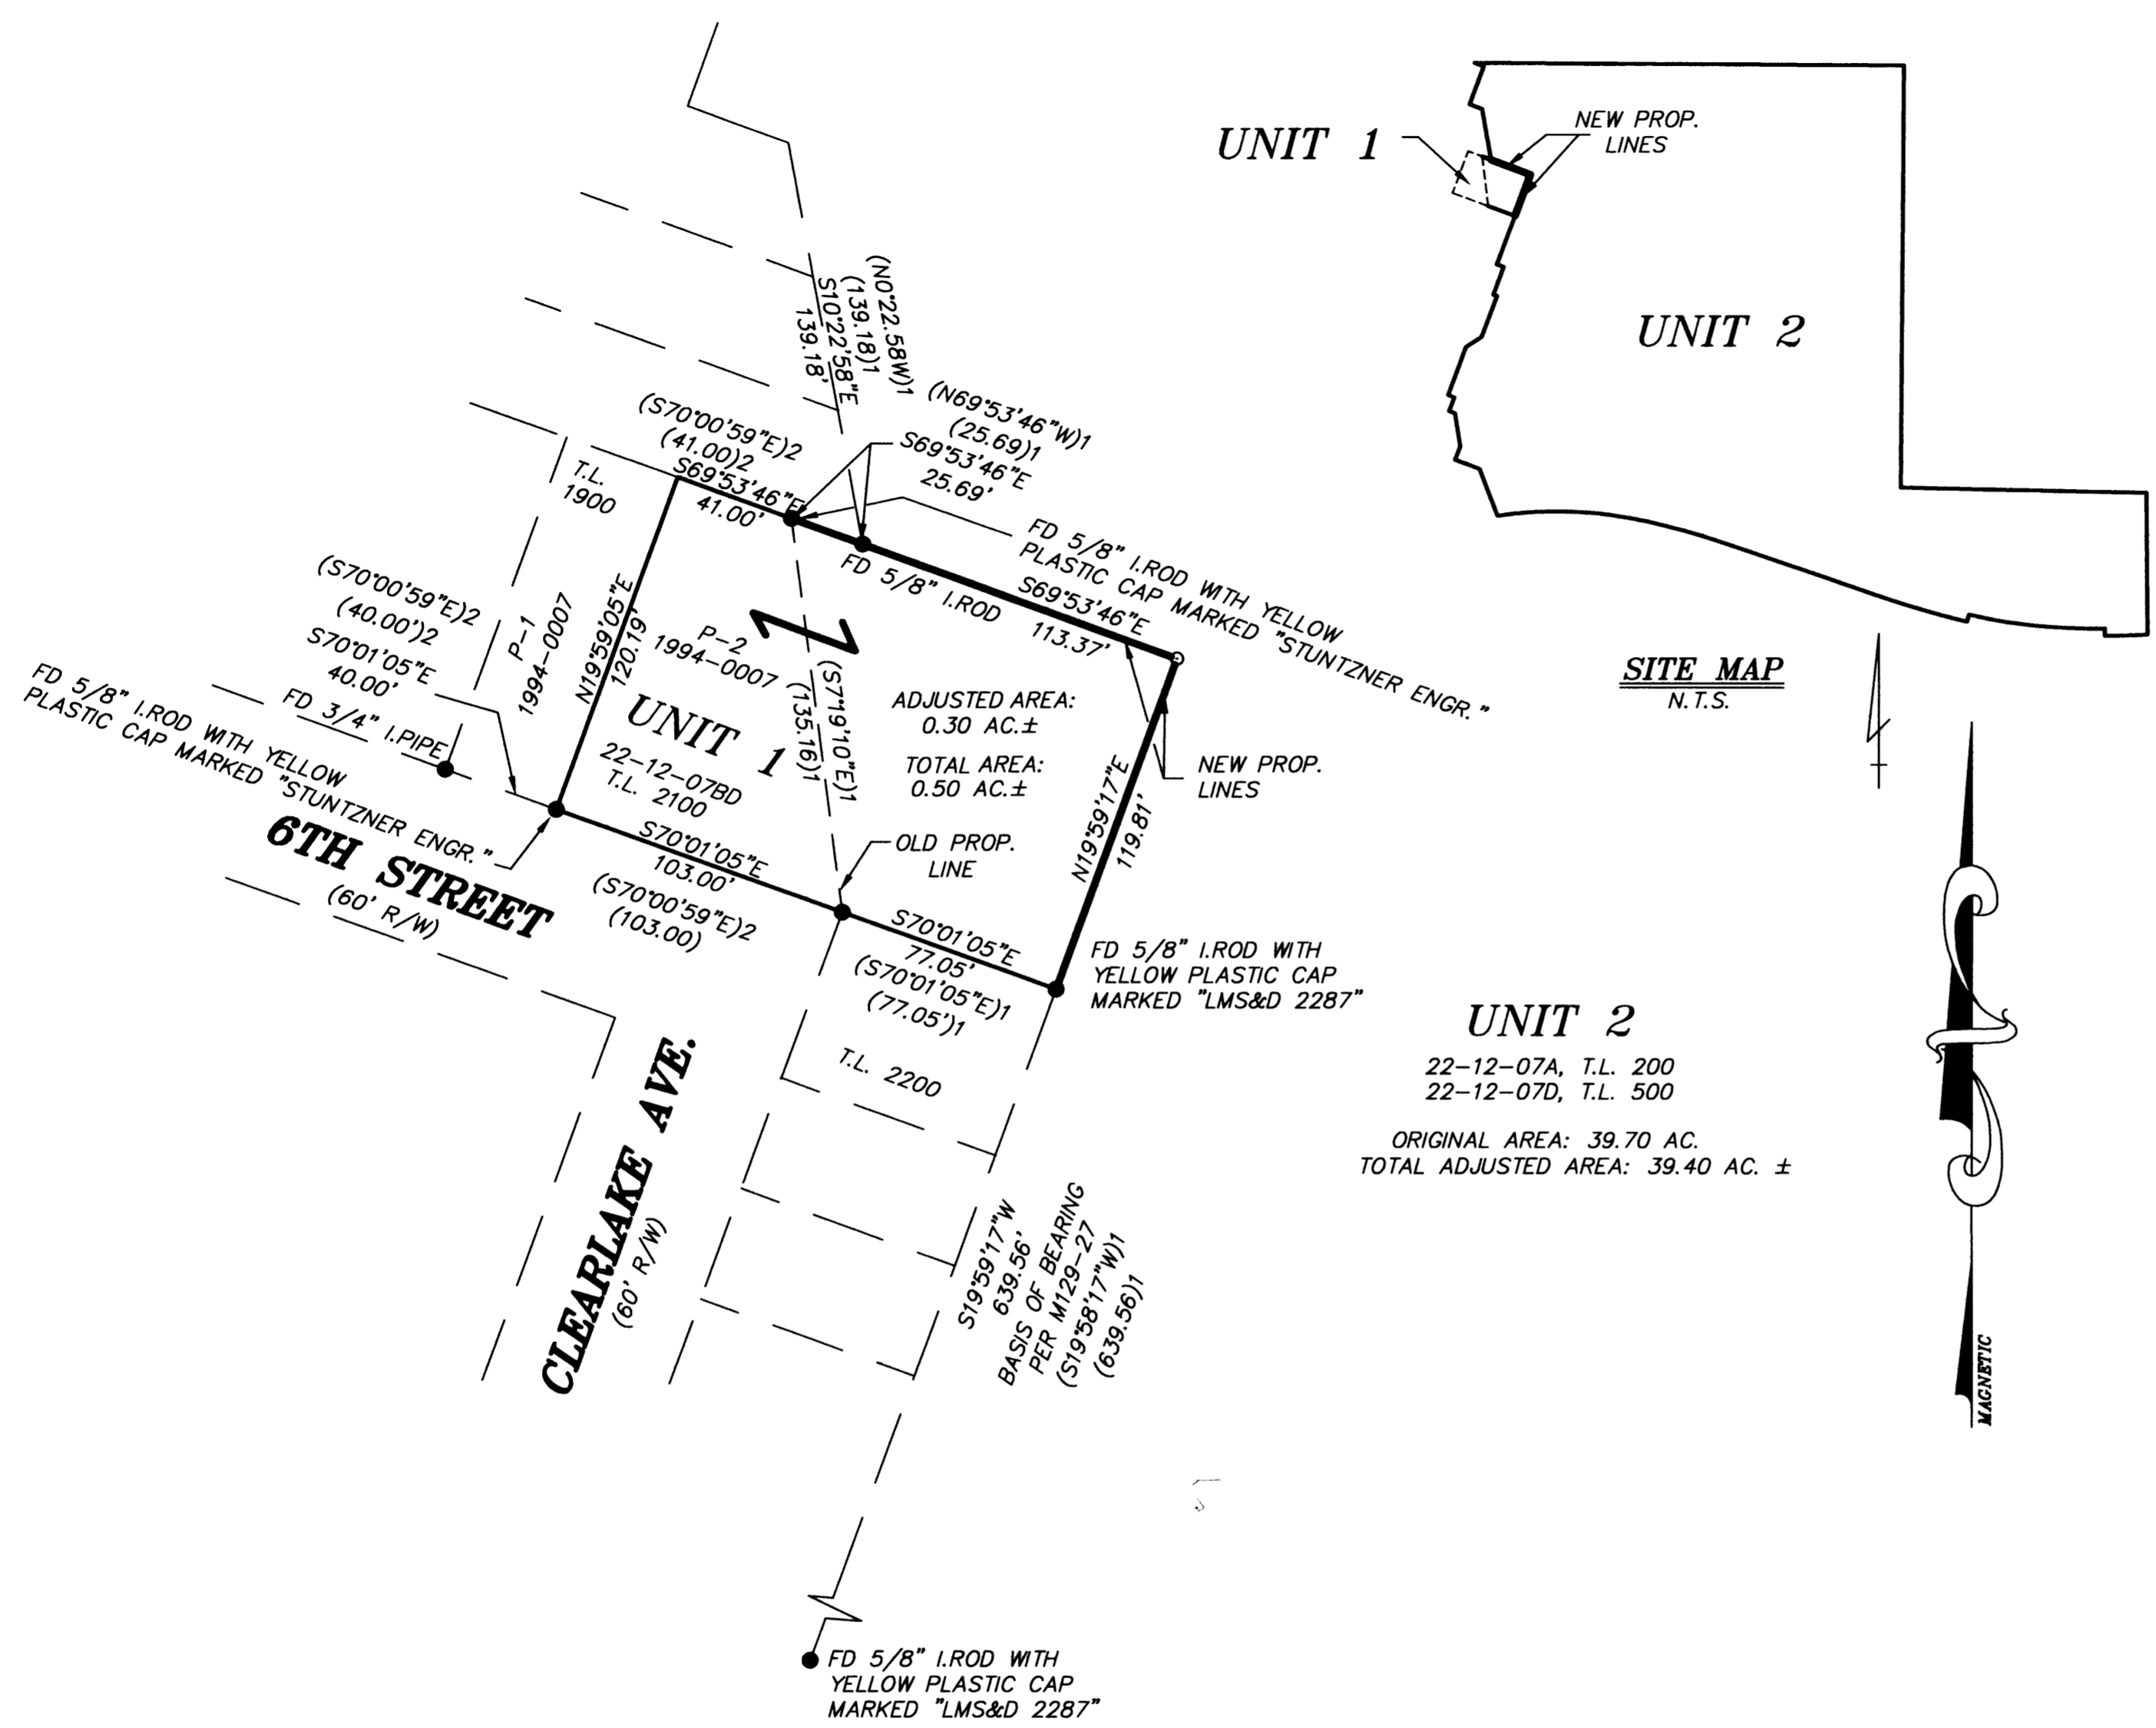 UNIT 1
NEW PROP.
LINES
UNIT 2
SITE MAP
N.T.S.
(N0°22.58W)1
(139.18)1
S10°22'58"E
139.18'
(S70°00'59"E)2
(41.00)2
S69°53'46"E
41.00'
(N69°53'46"W)1
(25.69)1
S69°53'46"E
25.69'
FD 5/8" I.ROD WITH YELLOW
PLASTIC CAP MARKED "STUNTZNER ENGR."
FD 5/8" I.ROD
S69°53'46"E
113.37'
T.L.
1900
(S70°00'59"E)2
(40.00')2
S70°01'05"E
40.00'
P-1
1994-0007
N19°59'05"E
120.19'
P-2
1994-0007
(S7°19'10"E)1
(135.16)1
UNIT 1
22-12-07BD
T.L. 2100
ADJUSTED AREA:
0.30 AC.±
TOTAL AREA:
0.50 AC.±
NEW PROP.
LINES
N19°59'17"E
119.81'
FD 5/8" I.ROD WITH YELLOW
PLASTIC CAP MARKED "STUNTZNER ENGR."
FD 3/4" I.PIPE
6TH STREET
(60' R/W)
S70°01'05"E
103.00'
(S70°00'59"E)2
(103.00)
OLD PROP.
LINE
S70°01'05"E
77.05'
(S70°01'05"E)1
(77.05')1
FD 5/8" I.ROD WITH
YELLOW PLASTIC CAP
MARKED "LMS&D 2287"
T.L. 2200
CLEARLAKE AVE.
(60' R/W)
S19°59'17"W
639.56'
BASIS OF BEARING
PER M129-27
(S19°58'17"W)1
(639.56)1
UNIT 2
22-12-07A, T.L. 200
22-12-07D, T.L. 500
ORIGINAL AREA: 39.70 AC.
TOTAL ADJUSTED AREA: 39.40 AC. ±
MAGNETIC
FD 5/8" I.ROD WITH
YELLOW PLASTIC CAP
MARKED "LMS&D 2287"